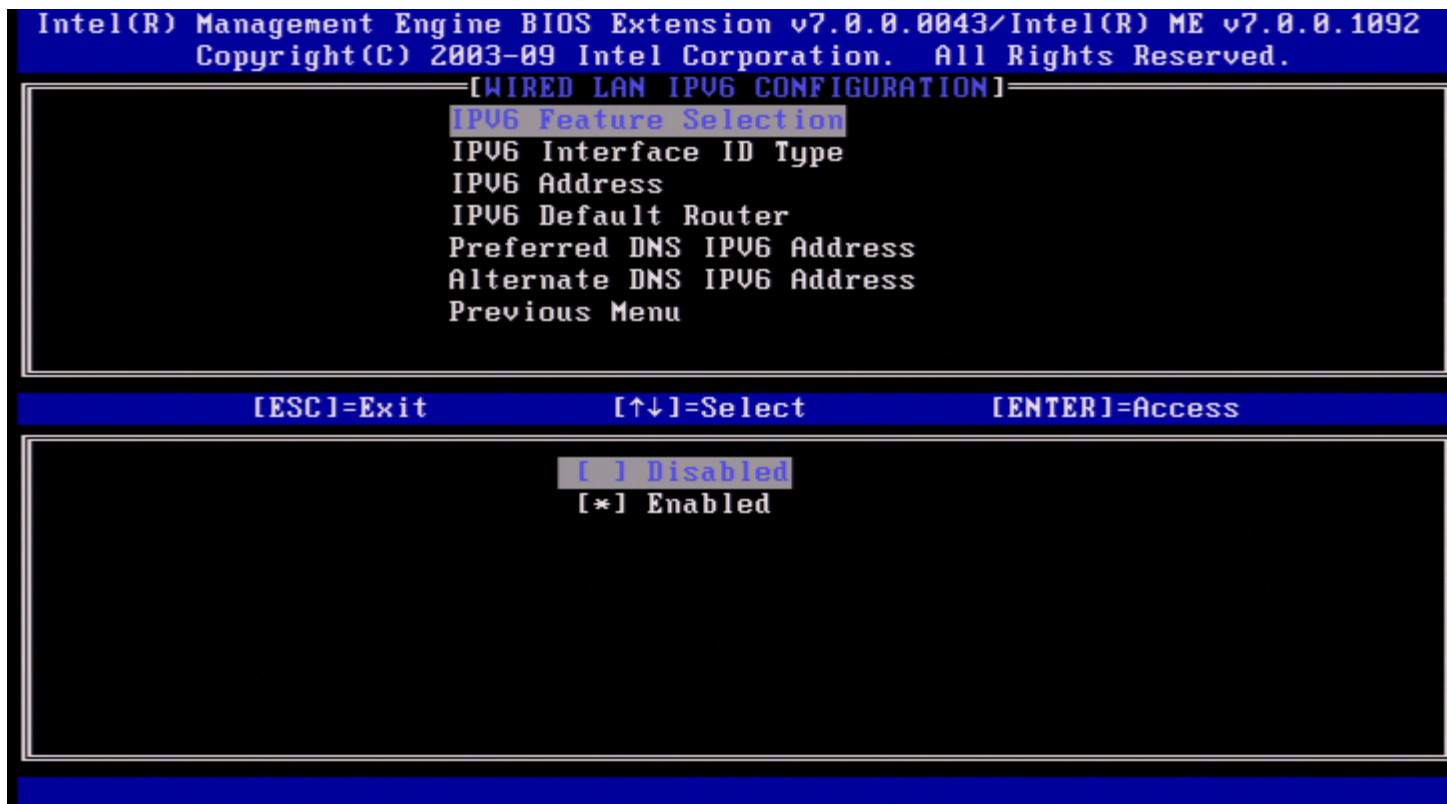 Intel(R) Management Engine BIOS Extension v7.0.0.0043/Intel(R) ME v7.0.0.1092
Copyright(C) 2003-09 Intel Corporation. All Rights Reserved.
[WIRED LAN IPV6 CONFIGURATION]
IPV6 Feature Selection
IPV6 Interface ID Type
IPV6 Address
IPV6 Default Router
Preferred DNS IPV6 Address
Alternate DNS IPV6 Address
Previous Menu
[ESC]=Exit [↑↓]=Select [ENTER]=Access
[ ] Disabled
[*] Enabled